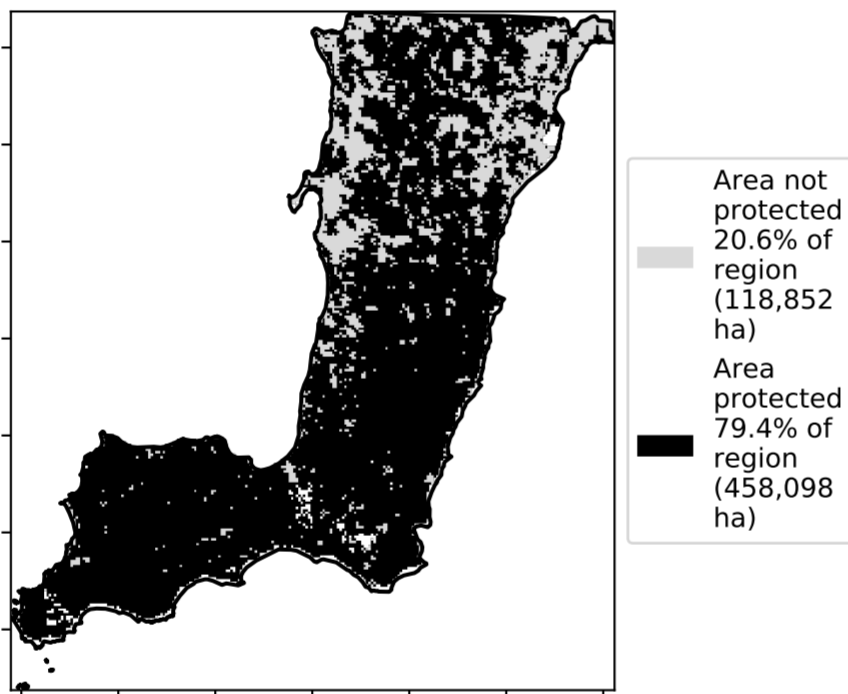 Area not
protected
20.6% of
region
(118,852
ha)
Area
protected
79.4% of
region
(458,098
ha)